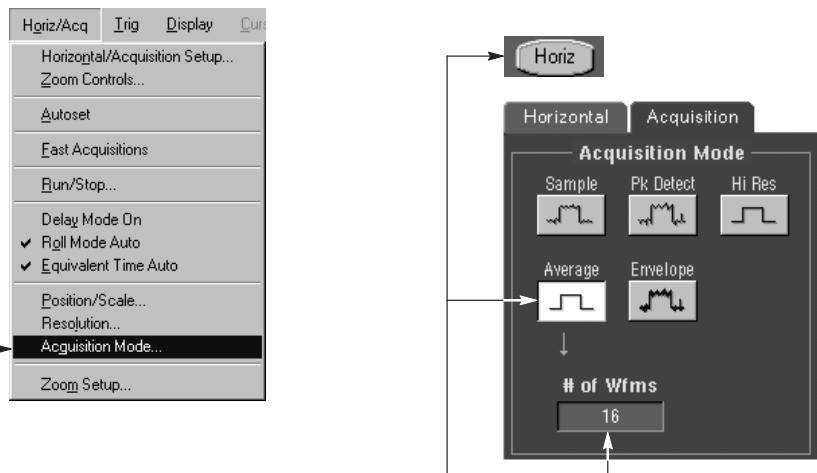 Horiz/Acq Trig Display Curs
Horizontal/Acquisition Setup...
Zoom Controls...
Autoset
Fast Acquisitions
Run/Stop...
Delay Mode On
Roll Mode Auto
Equivalent Time Auto
Position/Scale...
Resolution...
Acquisition Mode...
Zoom Setup...
Horiz
Horizontal Acquisition
Acquisition Mode
Sample Pk Detect Hi Res
Average Envelope
# of Wfms
16